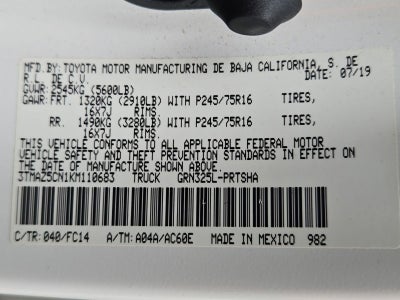 MFD.BY: TOYOTA MOTOR MANUFACTURING DE BAJA CALIFORNIA, S. DE
R.L. DE C.V. DATE: 07/19
GVWR: 2545KG (5600LB)
GAWR: FRT. 1320KG (2910LB) WITH P245/75R16 TIRES,
16X7J RIMS
RR. 1490KG (3280LB) WITH P245/75R16 TIRES,
16X7J RIMS
THIS VEHICLE CONFORMS TO ALL APPLICABLE FEDERAL MOTOR
VEHICLE SAFETY AND THEFT PREVENTION STANDARDS IN EFFECT ON
THE DATE OF MANUFACTURE SHOWN ABOVE.
3TMAZ5CN1KM110683 TRUCK GRN325L-PRTSHA
C/TR: 040/FC14 A/TM: A04A/AC60E MADE IN MEXICO 982